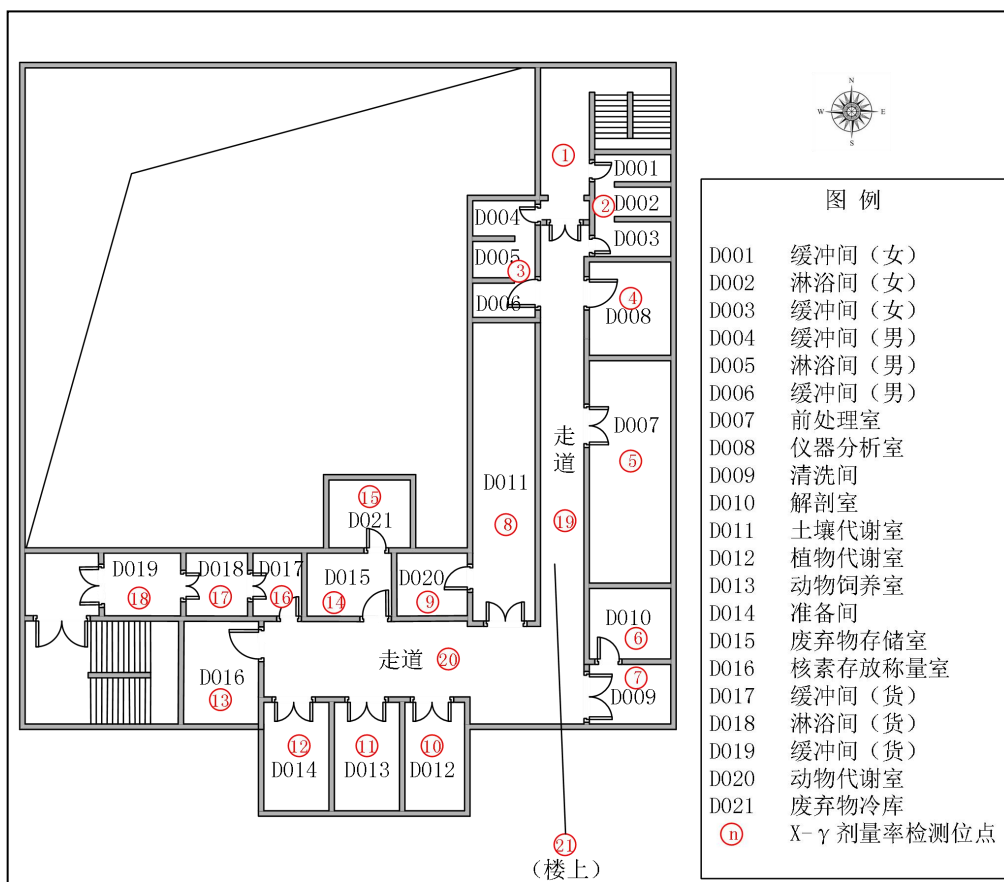 N
W
E
S
①
D001
②
D002
D003
D004
D005
③
D006
④
D008
走
道
D007
⑤
D011
⑧
⑲
⑮
D021
D019
⑱
D018
⑰
D017
⑯
D015
⑭
D020
⑨
D010
⑥
⑦
D009
走道
⑳
D016
⑬
⑫
D014
⑪
D013
⑩
D012
㉑
(楼上)
图 例
D001 缓冲间（女）
D002 淋浴间（女）
D003 缓冲间（女）
D004 缓冲间（男）
D005 淋浴间（男）
D006 缓冲间（男）
D007 前处理室
D008 仪器分析室
D009 清洗间
D010 解剖室
D011 土壤代谢室
D012 植物代谢室
D013 动物饲养室
D014 准备间
D015 废弃物存储室
D016 核素存放称量室
D017 缓冲间（货）
D018 淋浴间（货）
D019 缓冲间（货）
D020 动物代谢室
D021 废弃物冷库
ⓝ X-γ剂量率检测位点